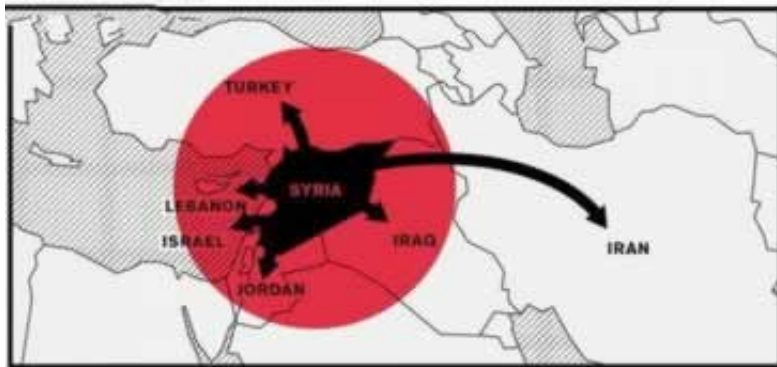 TURKEY
SYRIA
LEBANON
ISRAEL
IRAQ
IRAN
JORDAN